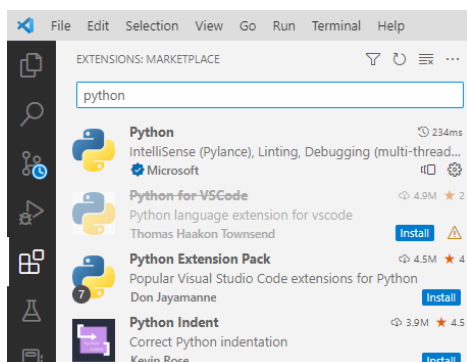 File Edit Selection View Go Run Terminal Help
EXTENSIONS: MARKETPLACE
python
Python 234ms
IntelliSense (Pylance), Linting, Debugging (multi-thread...
Microsoft
Python for VSCode 4.9M ★ 2
Python language extension for vscode
Thomas Haakon Townsend Install
Python Extension Pack 4.5M ★ 4
7 Popular Visual Studio Code extensions for Python
Don Jayamanne Install
Python Indent 3.9M ★ 4.5
Correct Python indentation
Kevin Rose Install